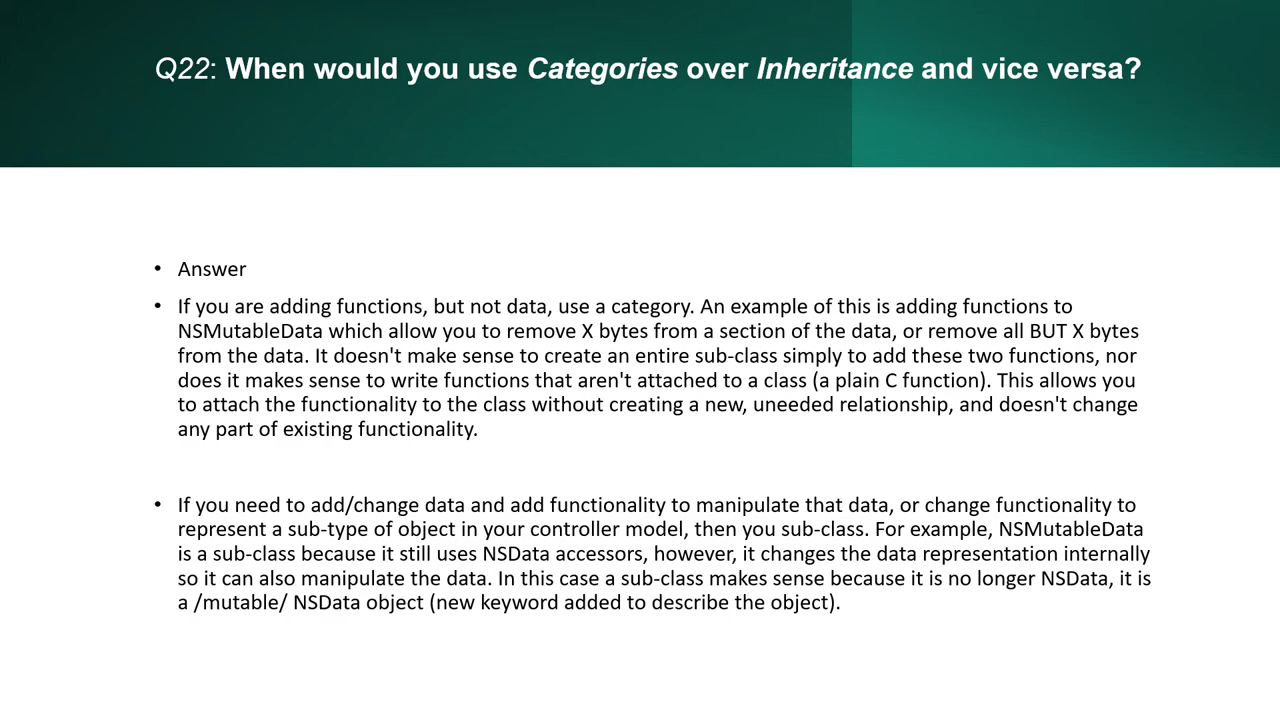 Q22: When would you use Categories over Inheritance and vice versa?
• Answer
• If you are adding functions, but not data, use a category. An example of this is adding functions to
NSMutableData which allow you to remove X bytes from a section of the data, or remove all BUT X bytes
from the data. It doesn't make sense to create an entire sub-class simply to add these two functions, nor
does it makes sense to write functions that aren't attached to a class (a plain C function). This allows you
to attach the functionality to the class without creating a new, uneeded relationship, and doesn't change
any part of existing functionality.
• If you need to add/change data and add functionality to manipulate that data, or change functionality to
represent a sub-type of object in your controller model, then you sub-class. For example, NSMutableData
is a sub-class because it still uses NSData accessors, however, it changes the data representation internally
so it can also manipulate the data. In this case a sub-class makes sense because it is no longer NSData, it is
a /mutable/ NSData object (new keyword added to describe the object).